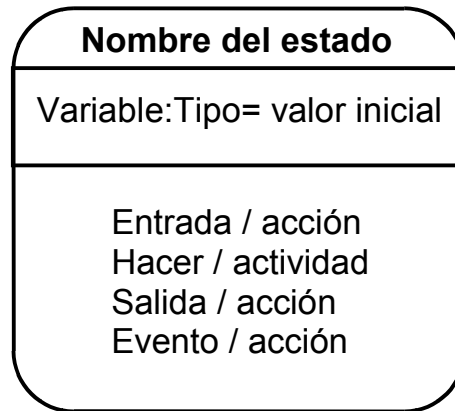 Nombre del estado
Variable:Tipo= valor inicial
Entrada / acción
Hacer / actividad
Salida / acción
Evento / acción